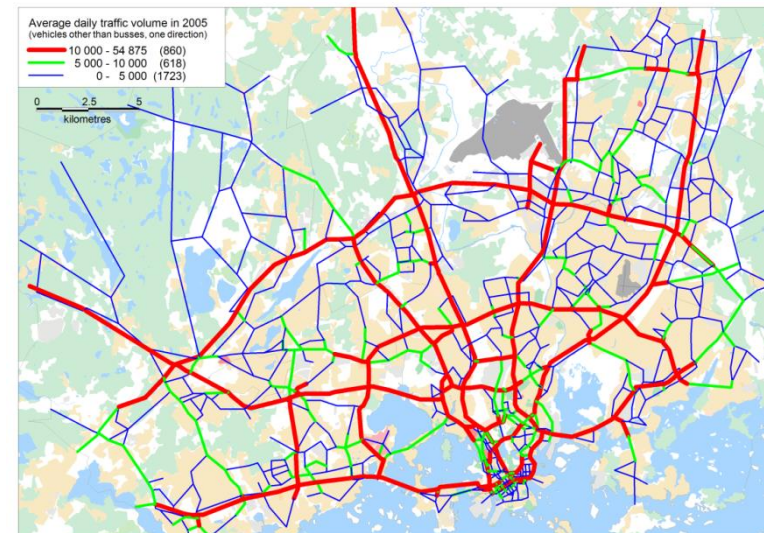 Average daily traffic volume in 2005
(vehicles other than busses, one direction)
10 000 - 54 875 (860)
5 000 - 10 000 (618)
0 - 5 000 (1723)
0 2.5 5
kilometres